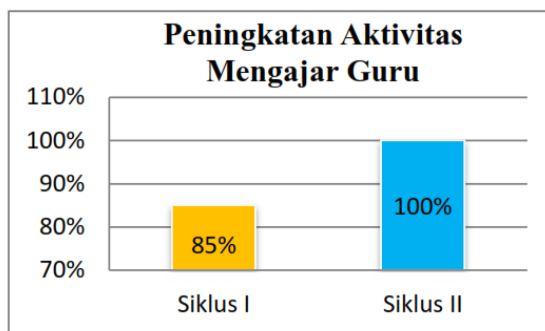 Peningkatan Aktivitas
Mengajar Guru
110%
100%
90%
80%
70%
85%
100%
Siklus I
Siklus II